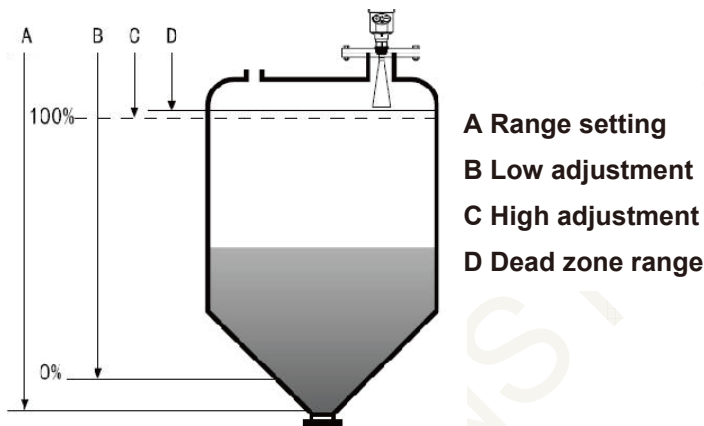 A B C D
100%
A Range setting
B Low adjustment
C High adjustment
D Dead zone range
0%